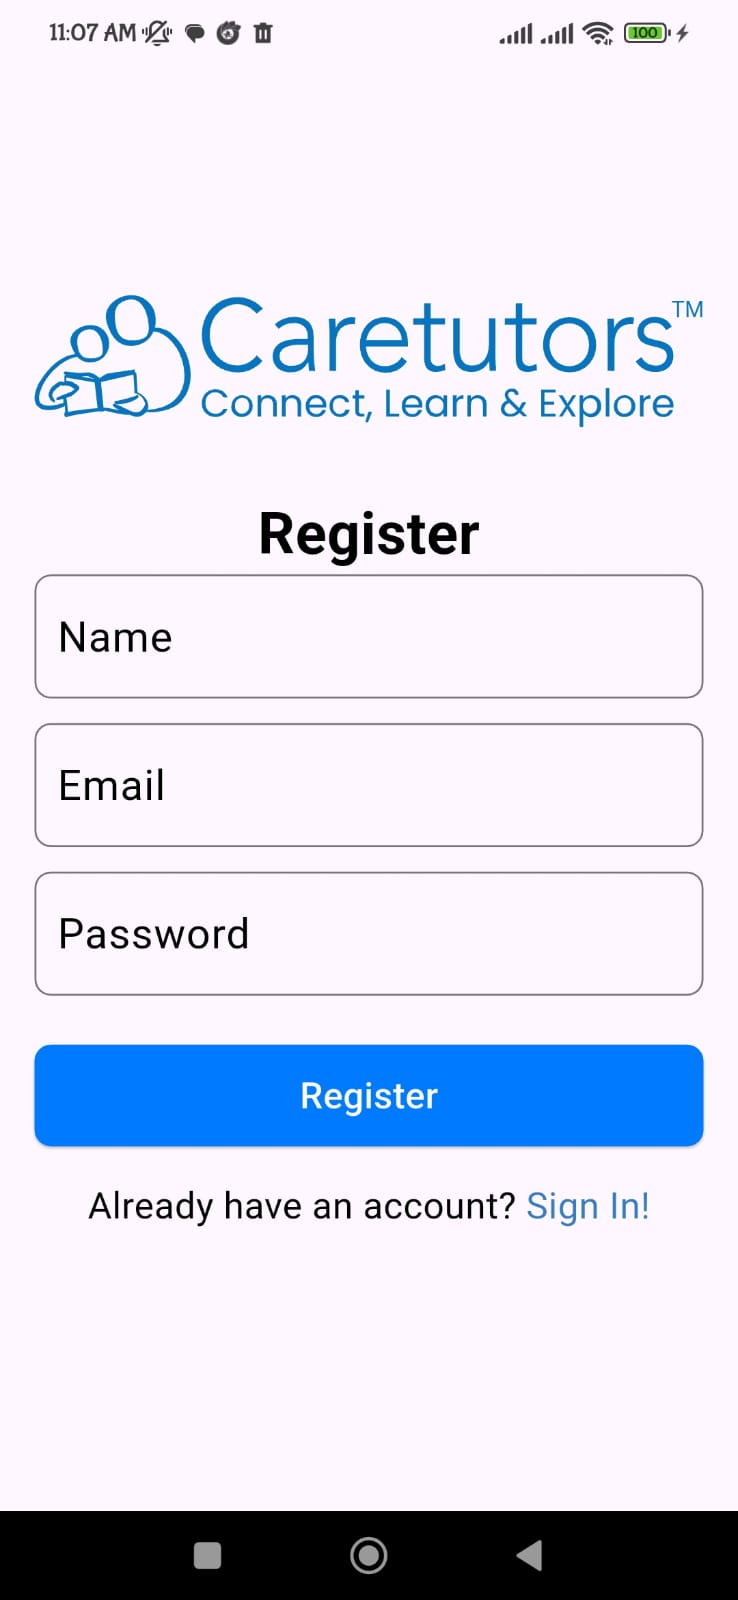 11:07 AM
100
Caretutors™
Connect, Learn & Explore
Register
Name
Email
Password
Register
Already have an account? Sign In!